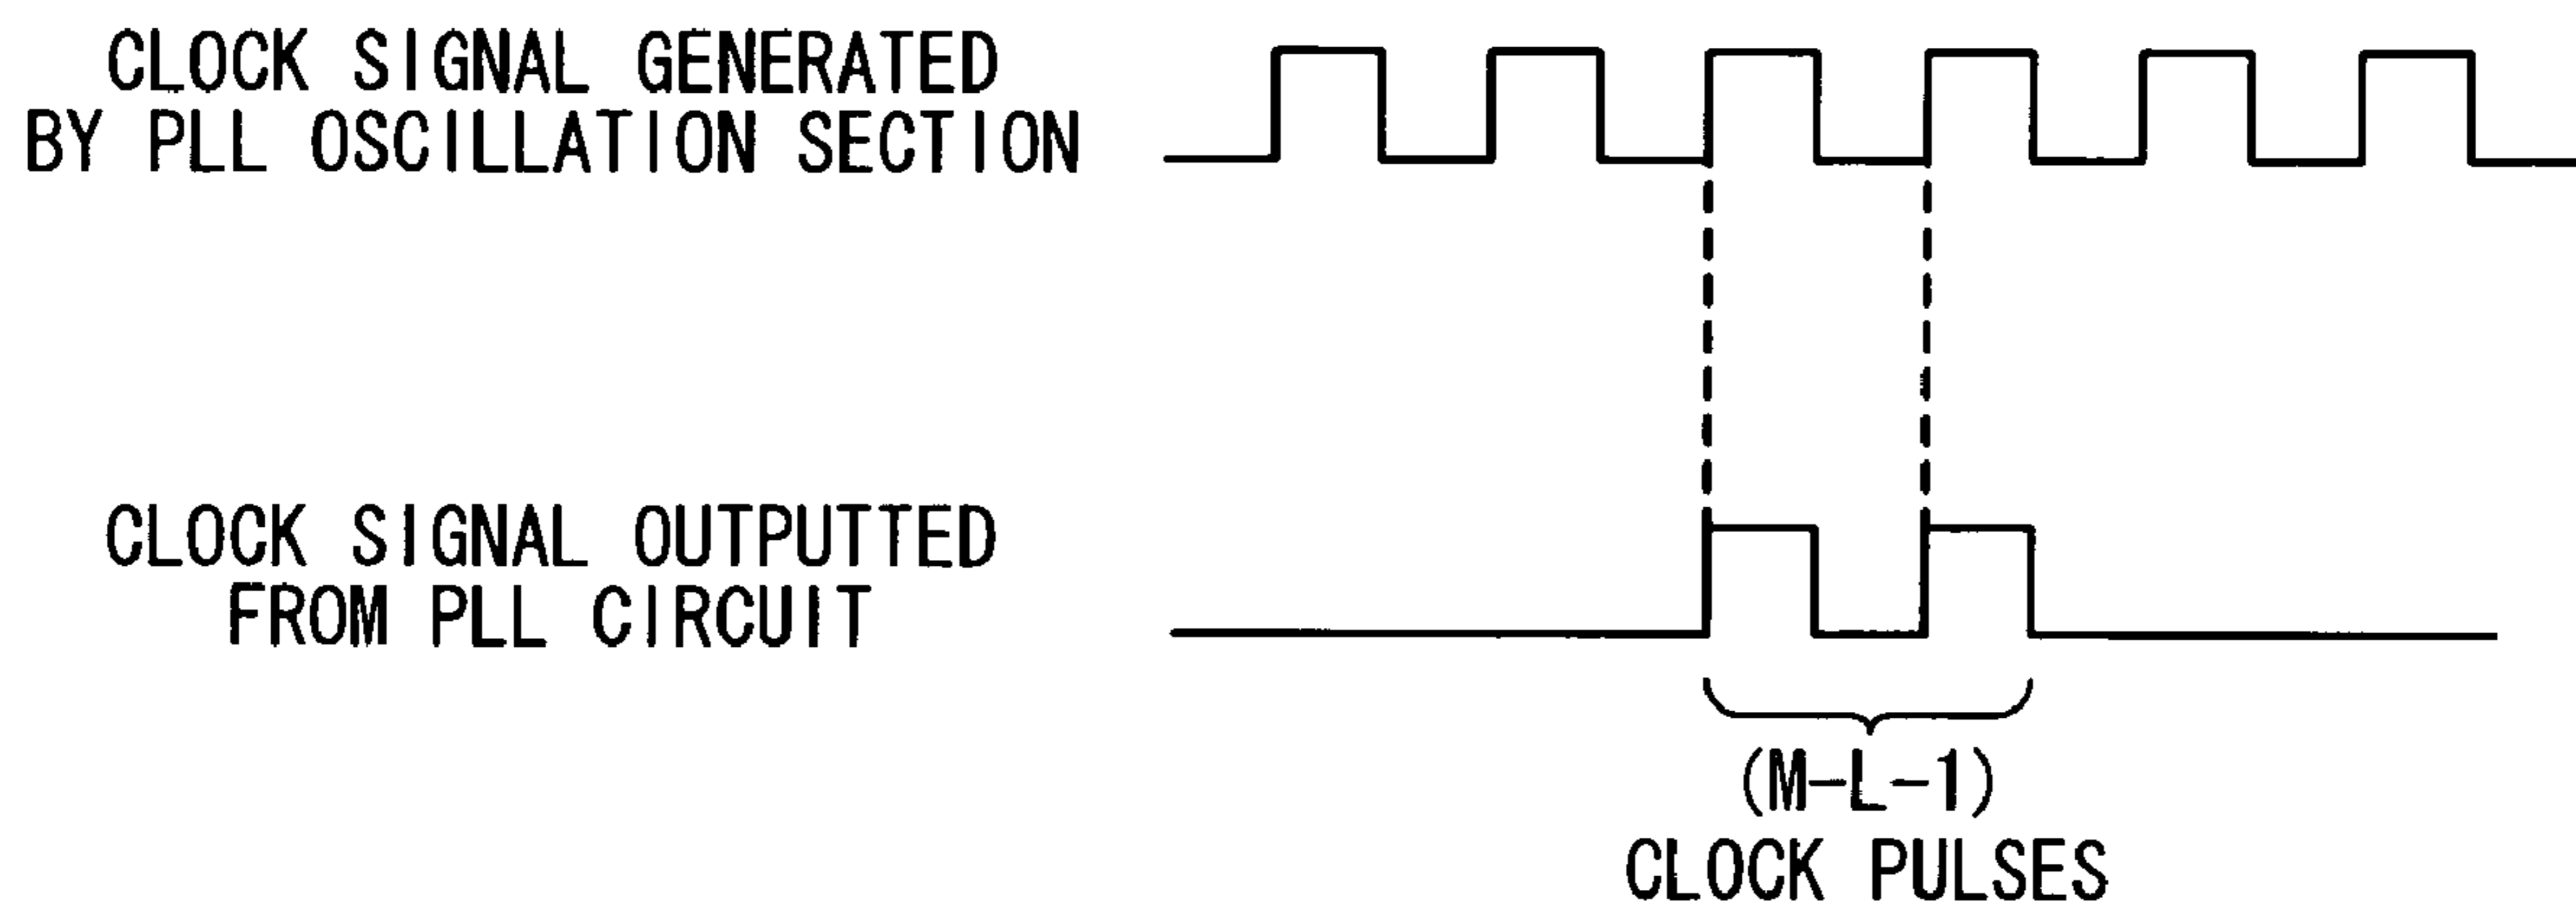 CLOCK SIGNAL GENERATED
BY PLL OSCILLATION SECTION
CLOCK SIGNAL OUTPUTTED
FROM PLL CIRCUIT
(M-L-1)
CLOCK PULSES